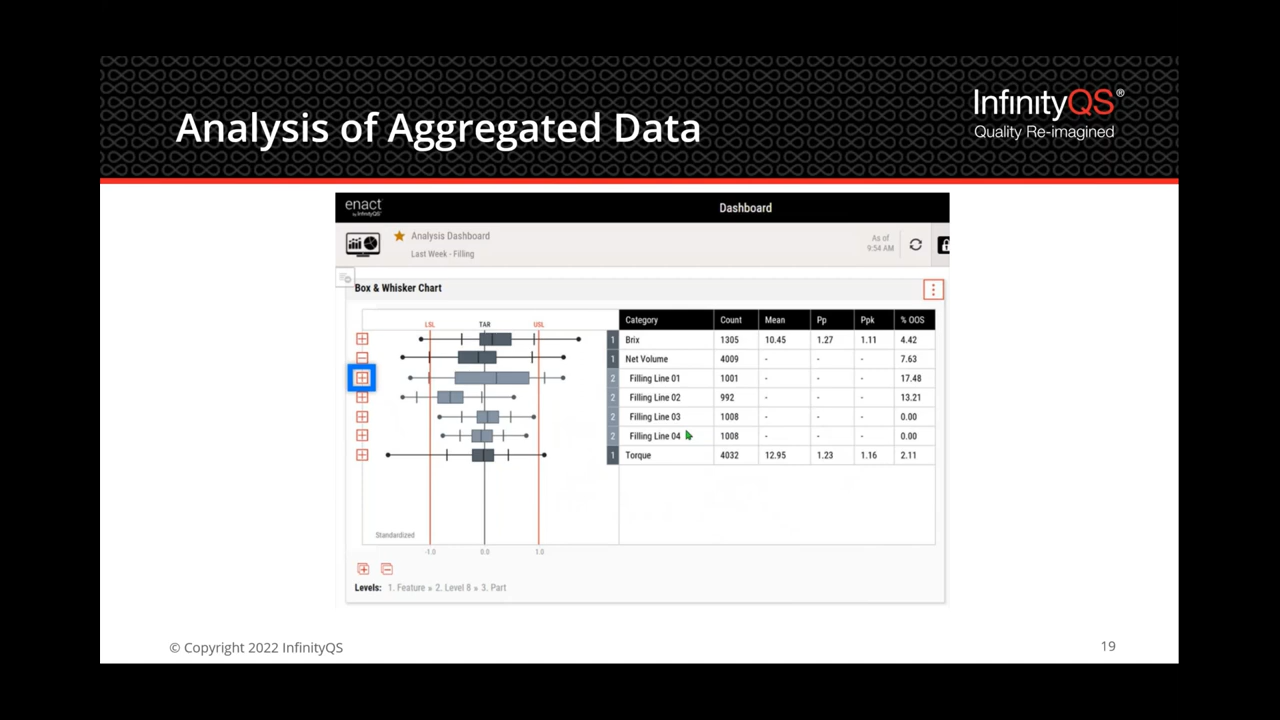 Analysis of Aggregated Data
InfinityQS®
Quality Re-imagined
enact
by InfinityQS
Dashboard
Analysis Dashboard
Last Week - Filling
As of
9:54 AM
Box & Whisker Chart
LSL TAR USL
Category Count Mean Pp Ppk % OOS
1 Brix 1305 10.45 1.27 1.11 4.42
1 Net Volume 4009 - - - 7.63
2 Filling Line 01 1001 - - - 17.48
2 Filling Line 02 992 - - - 13.21
2 Filling Line 03 1008 - - - 0.00
2 Filling Line 04 1008 - - - 0.00
1 Torque 4032 12.95 1.23 1.16 2.11
Standardized
-1.0 0.0 1.0
Levels: 1. Feature » 2. Level 8 » 3. Part
© Copyright 2022 InfinityQS
19